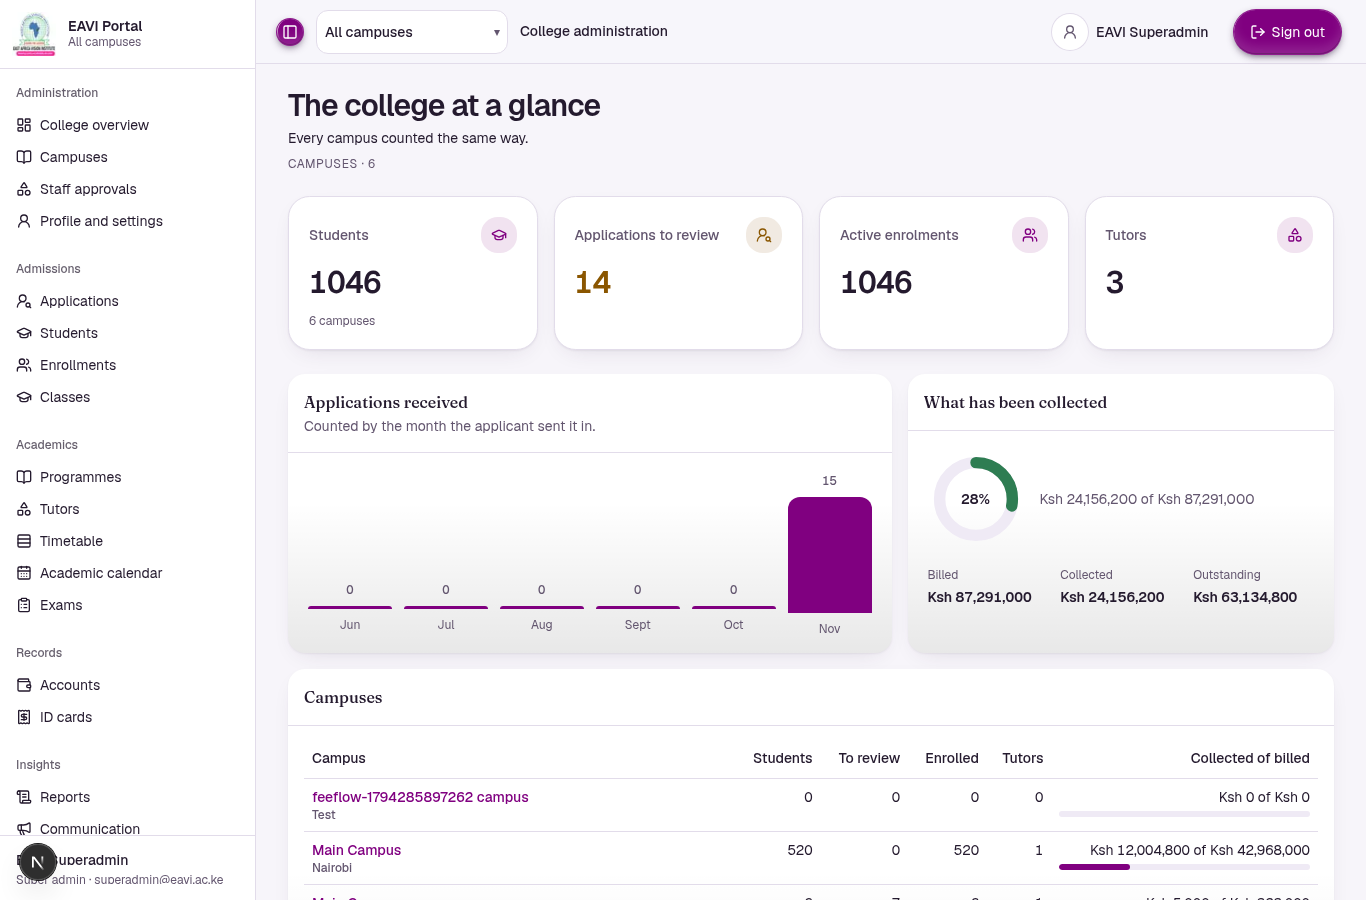 EAVI Portal
All campuses
All campuses
College administration
EAVI Superadmin
Sign out
Administration
College overview
Campuses
Staff approvals
Profile and settings
Admissions
Applications
Students
Enrollments
Classes
Academics
Programmes
Tutors
Timetable
Academic calendar
Exams
Records
Accounts
ID cards
Insights
Reports
Communication
Superadmin
Super admin · superadmin@eavi.ac.ke
The college at a glance
Every campus counted the same way.
CAMPUSES · 6
Students
1046
6 campuses
Applications to review
14
Active enrolments
1046
Tutors
3
Applications received
Counted by the month the applicant sent it in.
0 0 0 0 0 15
Jun Jul Aug Sept Oct Nov
What has been collected
28%
Ksh 24,156,200 of Ksh 87,291,000
Billed Collected Outstanding
Ksh 87,291,000 Ksh 24,156,200 Ksh 63,134,800
Campuses
Campus Students To review Enrolled Tutors Collected of billed
feeflow-1794285897262 campus 0 0 0 0 Ksh 0 of Ksh 0
Test
Main Campus 520 0 520 1 Ksh 12,004,800 of Ksh 42,968,000
Nairobi